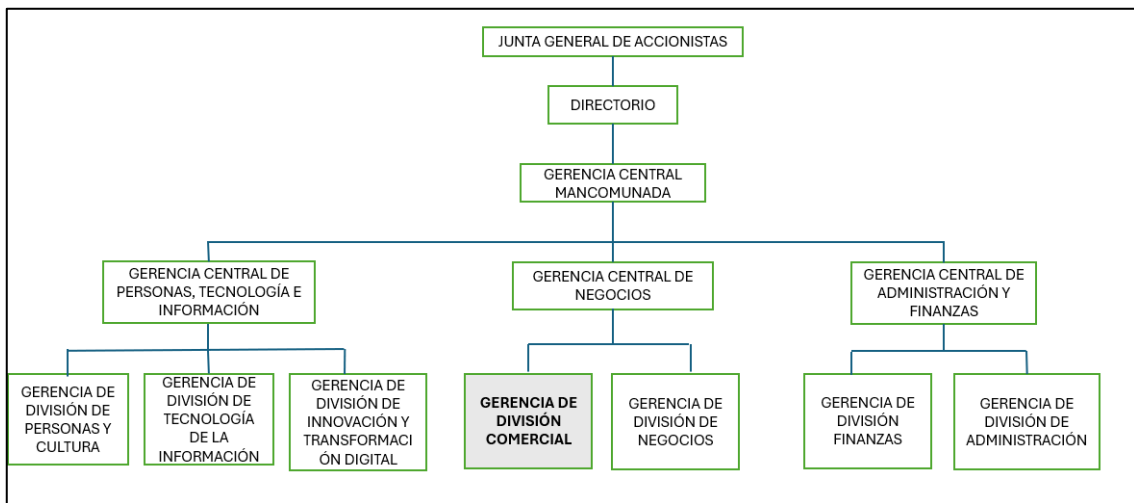 JUNTA GENERAL DE ACCIONISTAS
DIRECTORIO
GERENCIA CENTRAL
MANCOMUNADA
GERENCIA CENTRAL DE
PERSONAS, TECNOLOGÍA E
INFORMACIÓN
GERENCIA CENTRAL DE
NEGOCIOS
GERENCIA CENTRAL DE
ADMINISTRACIÓN Y
FINANZAS
GERENCIA DE
DIVISIÓN DE
PERSONAS Y
CULTURA
GERENCIA DE
DIVISIÓN DE
TECNOLOGÍA
DE LA
INFORMACIÓN
GERENCIA DE
DIVISIÓN DE
INNOVACIÓN Y
TRANSFORMACI
ÓN DIGITAL
GERENCIA DE
DIVISIÓN
COMERCIAL
GERENCIA DE
DIVISIÓN DE
NEGOCIOS
GERENCIA DE
DIVISIÓN
FINANZAS
GERENCIA DE
DIVISIÓN DE
ADMINISTRACIÓN